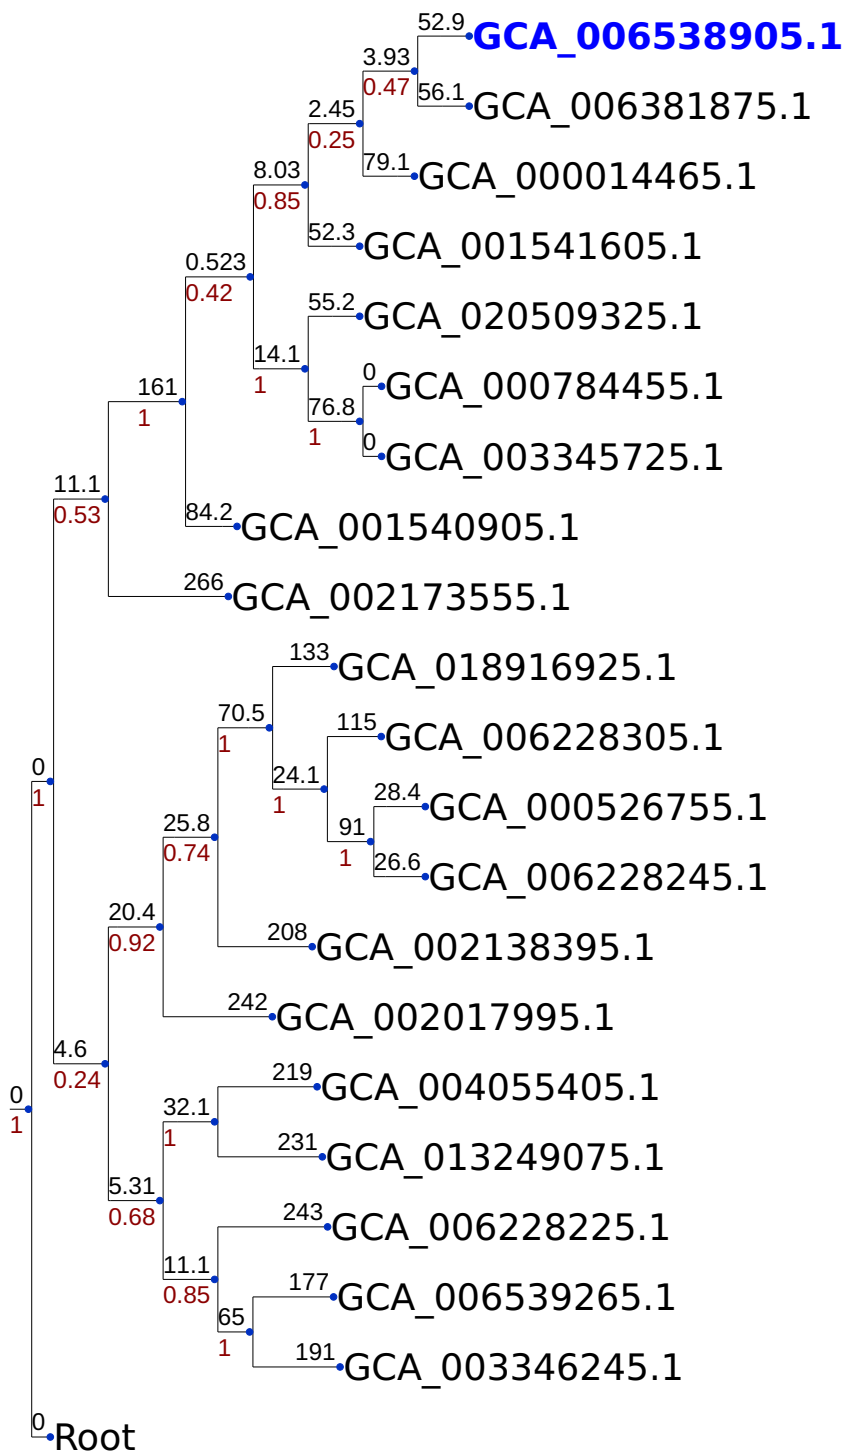 52.9
GCA_006538905.1
3.93
0.47
56.1
GCA_006381875.1
2.45
0.25
79.1
GCA_000014465.1
8.03
0.85
52.3
GCA_001541605.1
0.523
0.42
55.2
GCA_020509325.1
14.1
1
0
GCA_000784455.1
161
1
76.8
1
0
GCA_003345725.1
11.1
0.53
84.2
GCA_001540905.1
266
GCA_002173555.1
133
GCA_018916925.1
70.5
1
115
GCA_006228305.1
0
1
24.1
1
28.4
GCA_000526755.1
25.8
0.74
91
1
26.6
GCA_006228245.1
20.4
0.92
208
GCA_002138395.1
242
GCA_002017995.1
4.6
0.24
219
GCA_004055405.1
0
1
32.1
1
231
GCA_013249075.1
5.31
0.68
243
GCA_006228225.1
11.1
0.85
177
GCA_006539265.1
65
1
191
GCA_003346245.1
0
Root